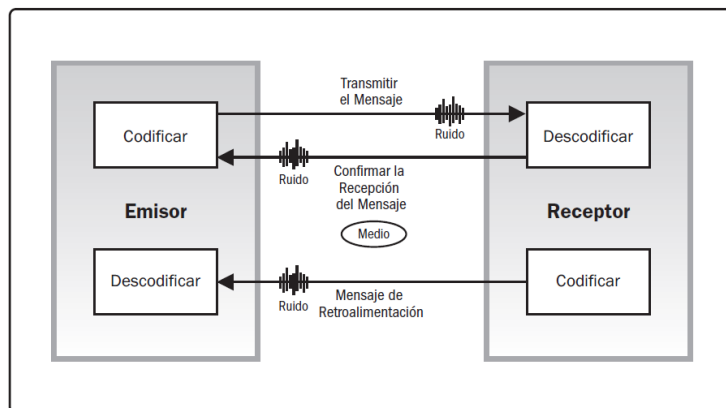 Transmitir
el Mensaje
Codificar
Ruido
Descodificar
Ruido
Confirmar la
Recepción
del Mensaje
Emisor
Receptor
Medio
Descodificar
Codificar
Ruido
Mensaje de
Retroalimentación